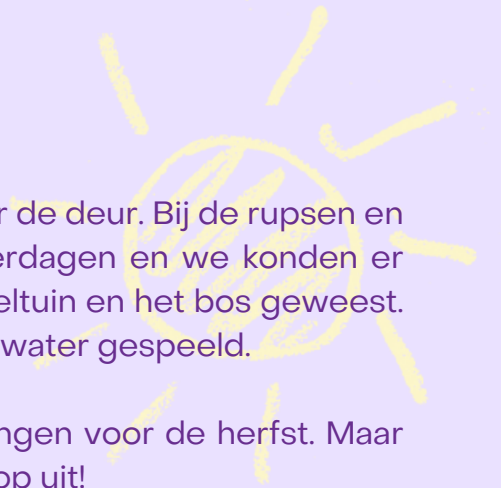 r de deur. Bij de rupsen en
erdagen en we konden er
eltuin en het bos geweest.
water gespeeld.
ngen voor de herfst. Maar
op uit!